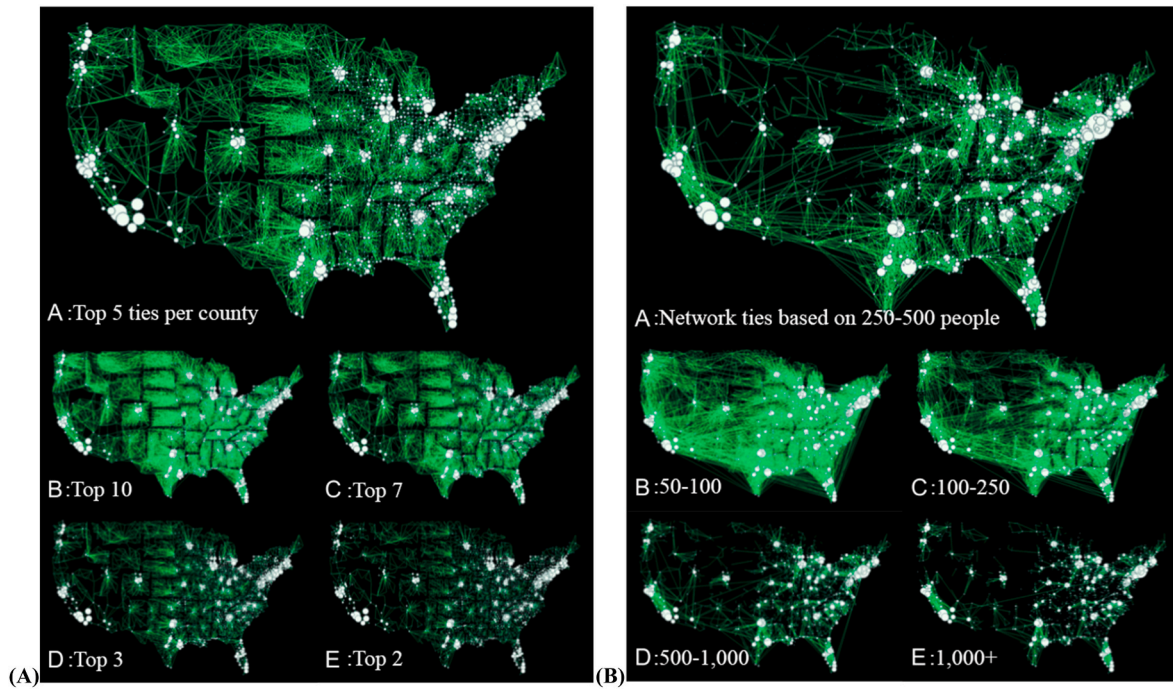 A :Top 5 ties per county
B :Top 10
C :Top 7
D :Top 3
E :Top 2
(A)
A :Network ties based on 250-500 people
B :50-100
C :100-250
D :500-1,000
E :1,000+
(B)